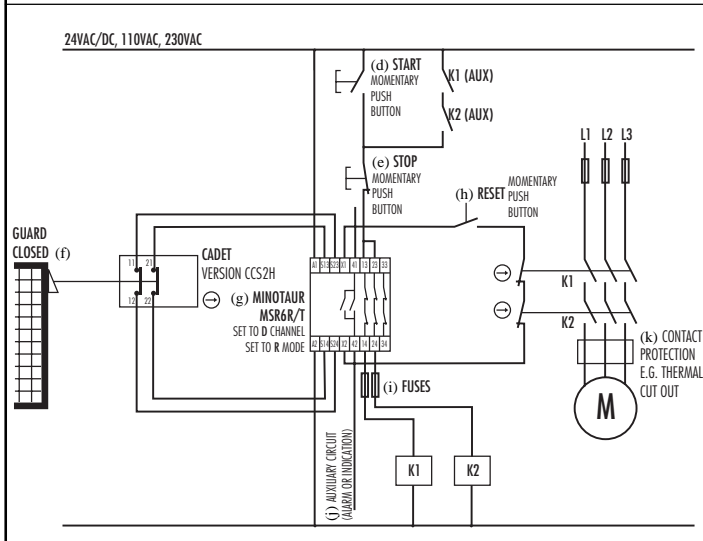 24VAC/DC, 110VAC, 230VAC
(d) START
MOMENTARY
PUSH
BUTTON
K1 (AUX)
K2 (AUX)
(e) STOP
MOMENTARY
PUSH
BUTTON
(h) RESET
MOMENTARY
PUSH
BUTTON
L1 L2 L3
GUARD
CLOSED (f)
11 21
12 22
CADET
VERSION CCS2H
(g) MINOTAUR
MSR6R/T
SET TO D CHANNEL
SET TO R MODE
A1 S13 S23 X1 41 13 23 33
A2 S14 S24 X2 42 14 24 34
K1
K2
(k) CONTACT
PROTECTION
E.G. THERMAL
CUT OUT
M
(i) FUSES
(j) AUXILIARY CIRCUIT
(ALARM OR INDICATION)
K1
K2